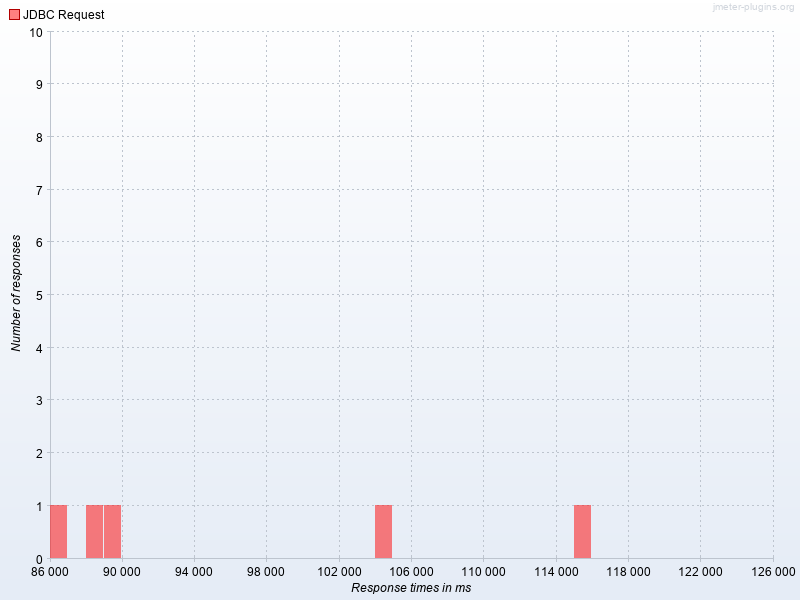 jmeter-plugins.org
JDBC Request
10
9
8
7
6
5
4
3
2
1
0
Number of responses
86 000 90 000 94 000 98 000 102 000 106 000 110 000 114 000 118 000 122 000 126 000
Response times in ms